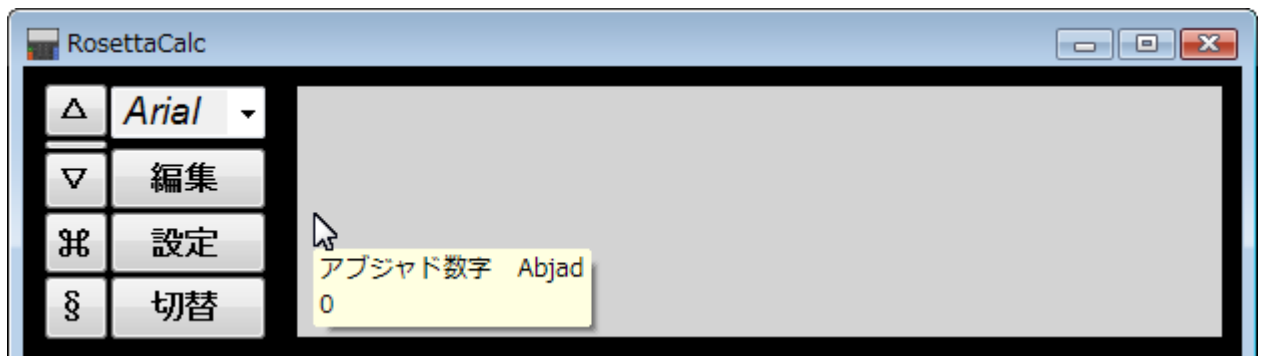 RosettaCalc
△ Arial
▽ 編集
⌘ 設定
§ 切替
アブジャド数字　Abjad
0